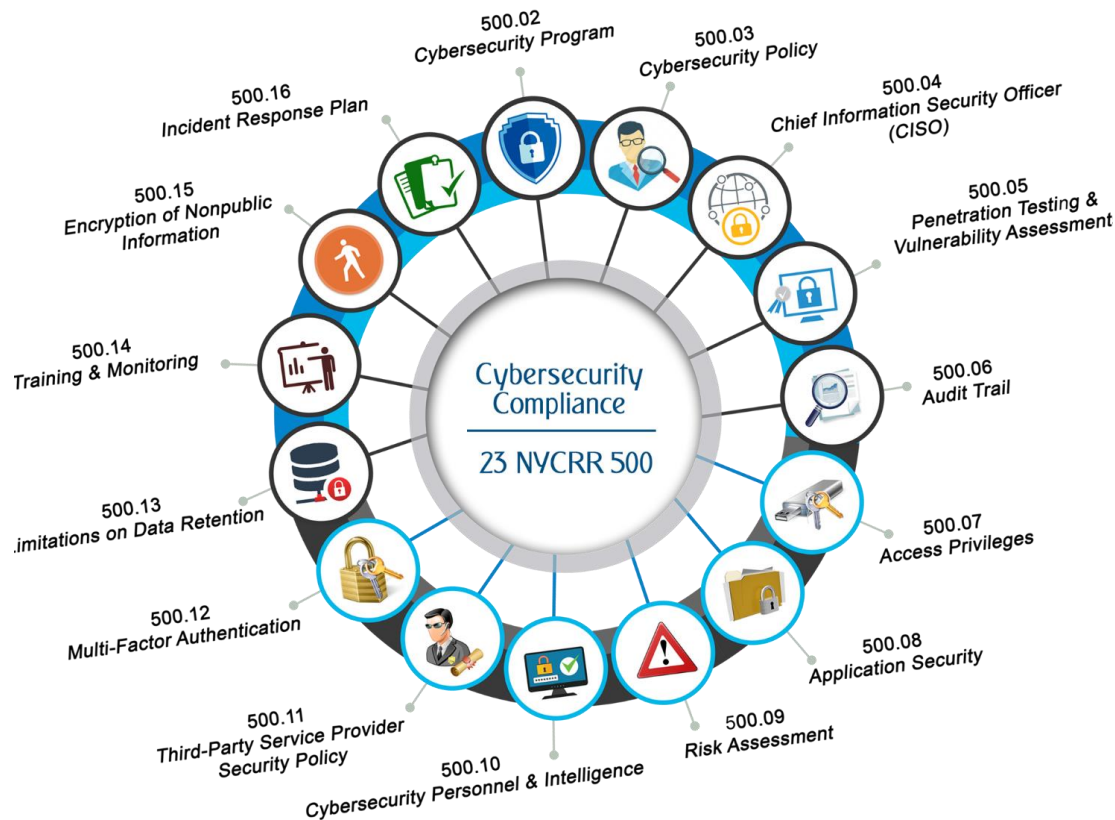 500.02
Cybersecurity Program
500.03
Cybersecurity Policy
500.04
Chief Information Security Officer
(CISO)
500.05
Penetration Testing &
Vulnerability Assessment
500.06
Audit Trail
500.07
Access Privileges
500.08
Application Security
500.09
Risk Assessment
500.10
Cybersecurity Personnel & Intelligence
500.11
Third-Party Service Provider
Security Policy
500.12
Multi-Factor Authentication
500.13
imitations on Data Retention
500.14
Training & Monitoring
500.15
Encryption of Nonpublic
Information
500.16
Incident Response Plan
Cybersecurity
Compliance
23 NYCRR 500